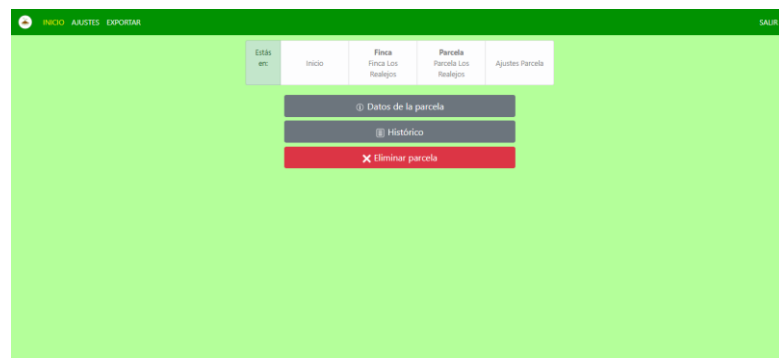 INICIO AJUSTES EXPORTAR SALIR
Estás
en:
Inicio
Finca
Finca Los
Realejos
Parcela
Parcela Los
Realejos
Ajustes Parcela
Datos de la parcela
Histórico
Eliminar parcela